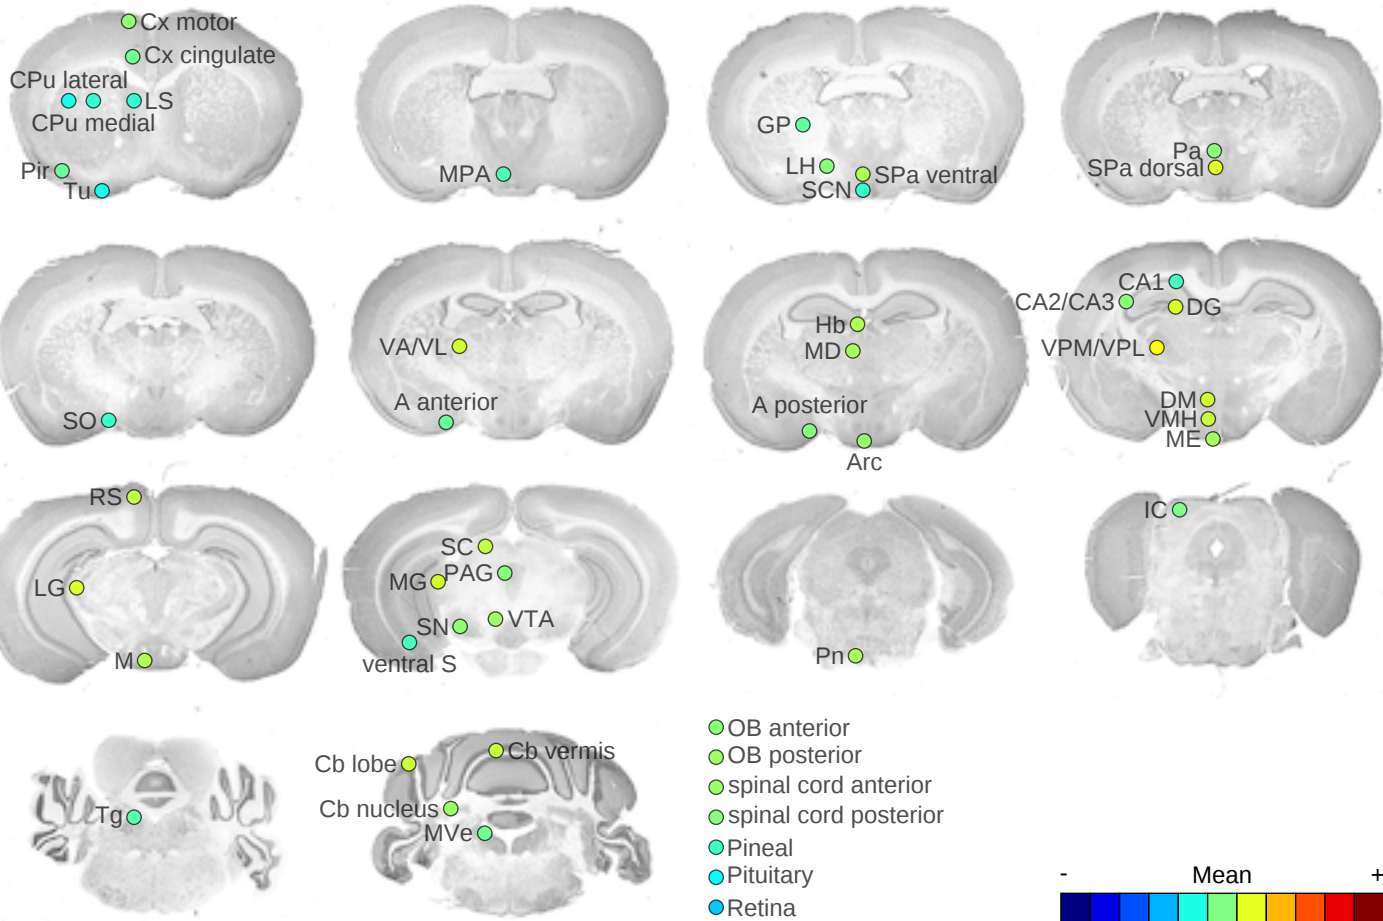 Cx motor
Cx cingulate
CPu lateral
LS
CPu medial
Pir
Tu
MPA
GP
LH
SPa ventral
SCN
Pa
SPa dorsal
SO
VA/VL
A anterior
Hb
MD
A posterior
Arc
CA1
CA2/CA3
DG
VPM/VPL
DM
VMH
ME
RS
LG
M
SC
MG
PAG
SN
VTA
ventral S
Pn
IC
Tg
Cb lobe
Cb vermis
Cb nucleus
MVe
OB anterior
OB posterior
spinal cord anterior
spinal cord posterior
Pineal
Pituitary
Retina
- Mean +